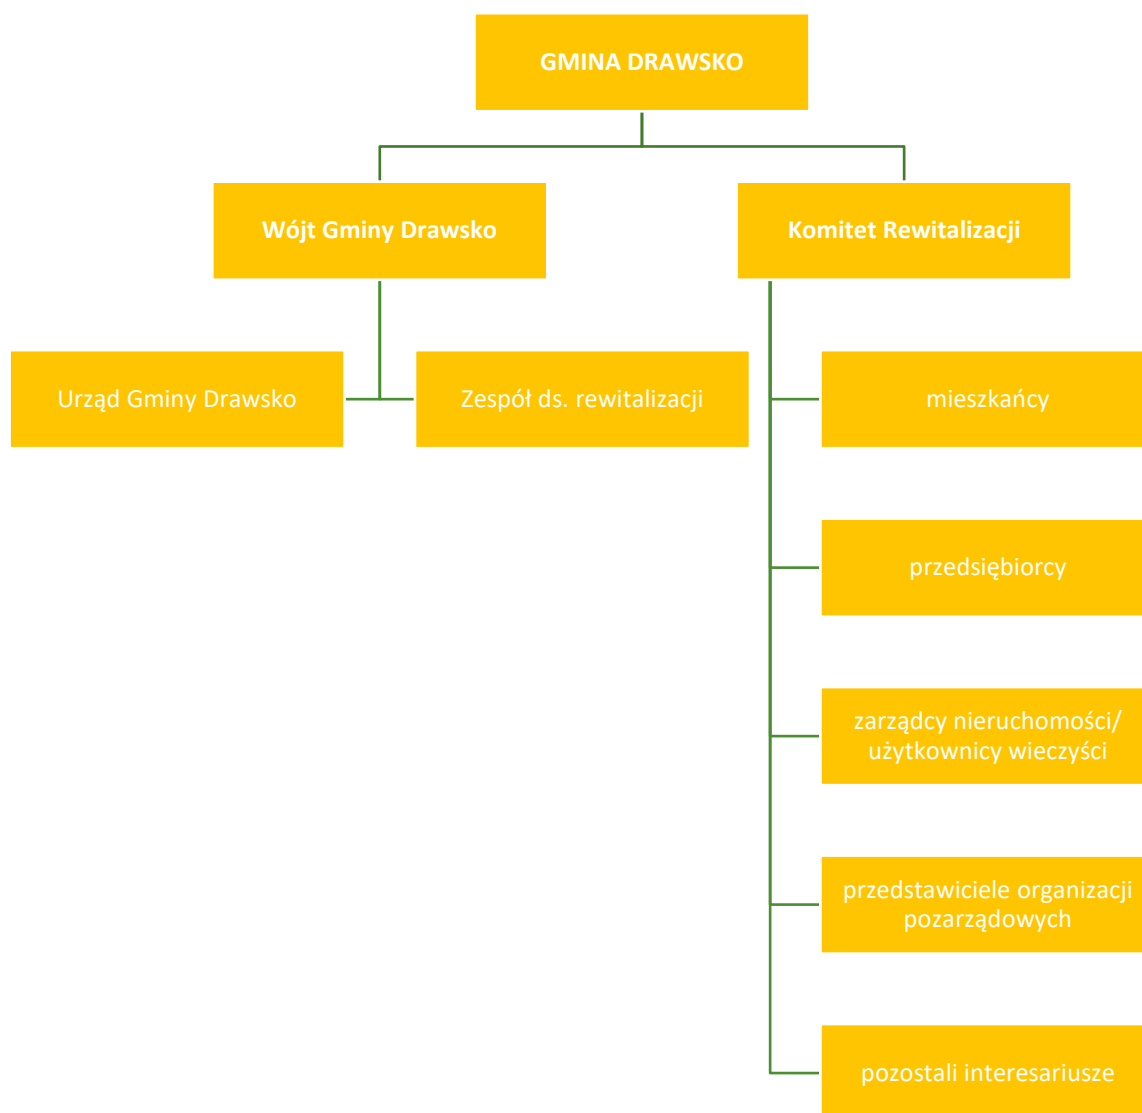 GMINA DRAWSKO
Wójt Gminy Drawsko
Komitet Rewitalizacji
Urząd Gminy Drawsko
Zespół ds. rewitalizacji
mieszkańcy
przedsiębiorcy
zarządcy nieruchomości/
użytkownicy wieczyści
przedstawiciele organizacji
pozarządowych
pozostali interesariusze